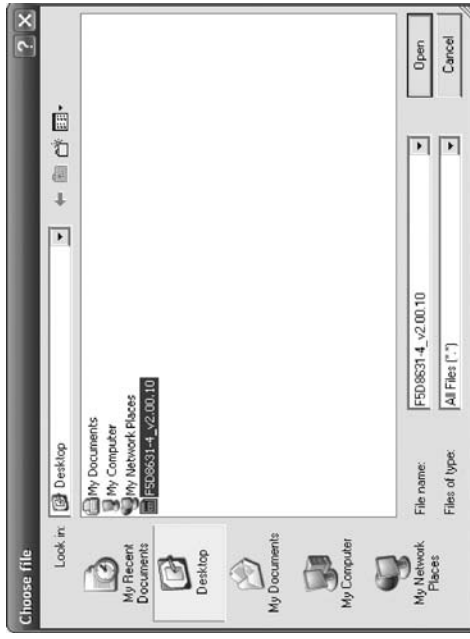 Choose file
Look in:
Desktop
My Recent
Documents
Desktop
My Documents
My Computer
My Network
Places
My Documents
My Computer
My Network Places
F5D8631-4_v2.00.10
File name:
F5D8631-4_v2.00.10
Open
Files of type:
All Files (*.*)
Cancel